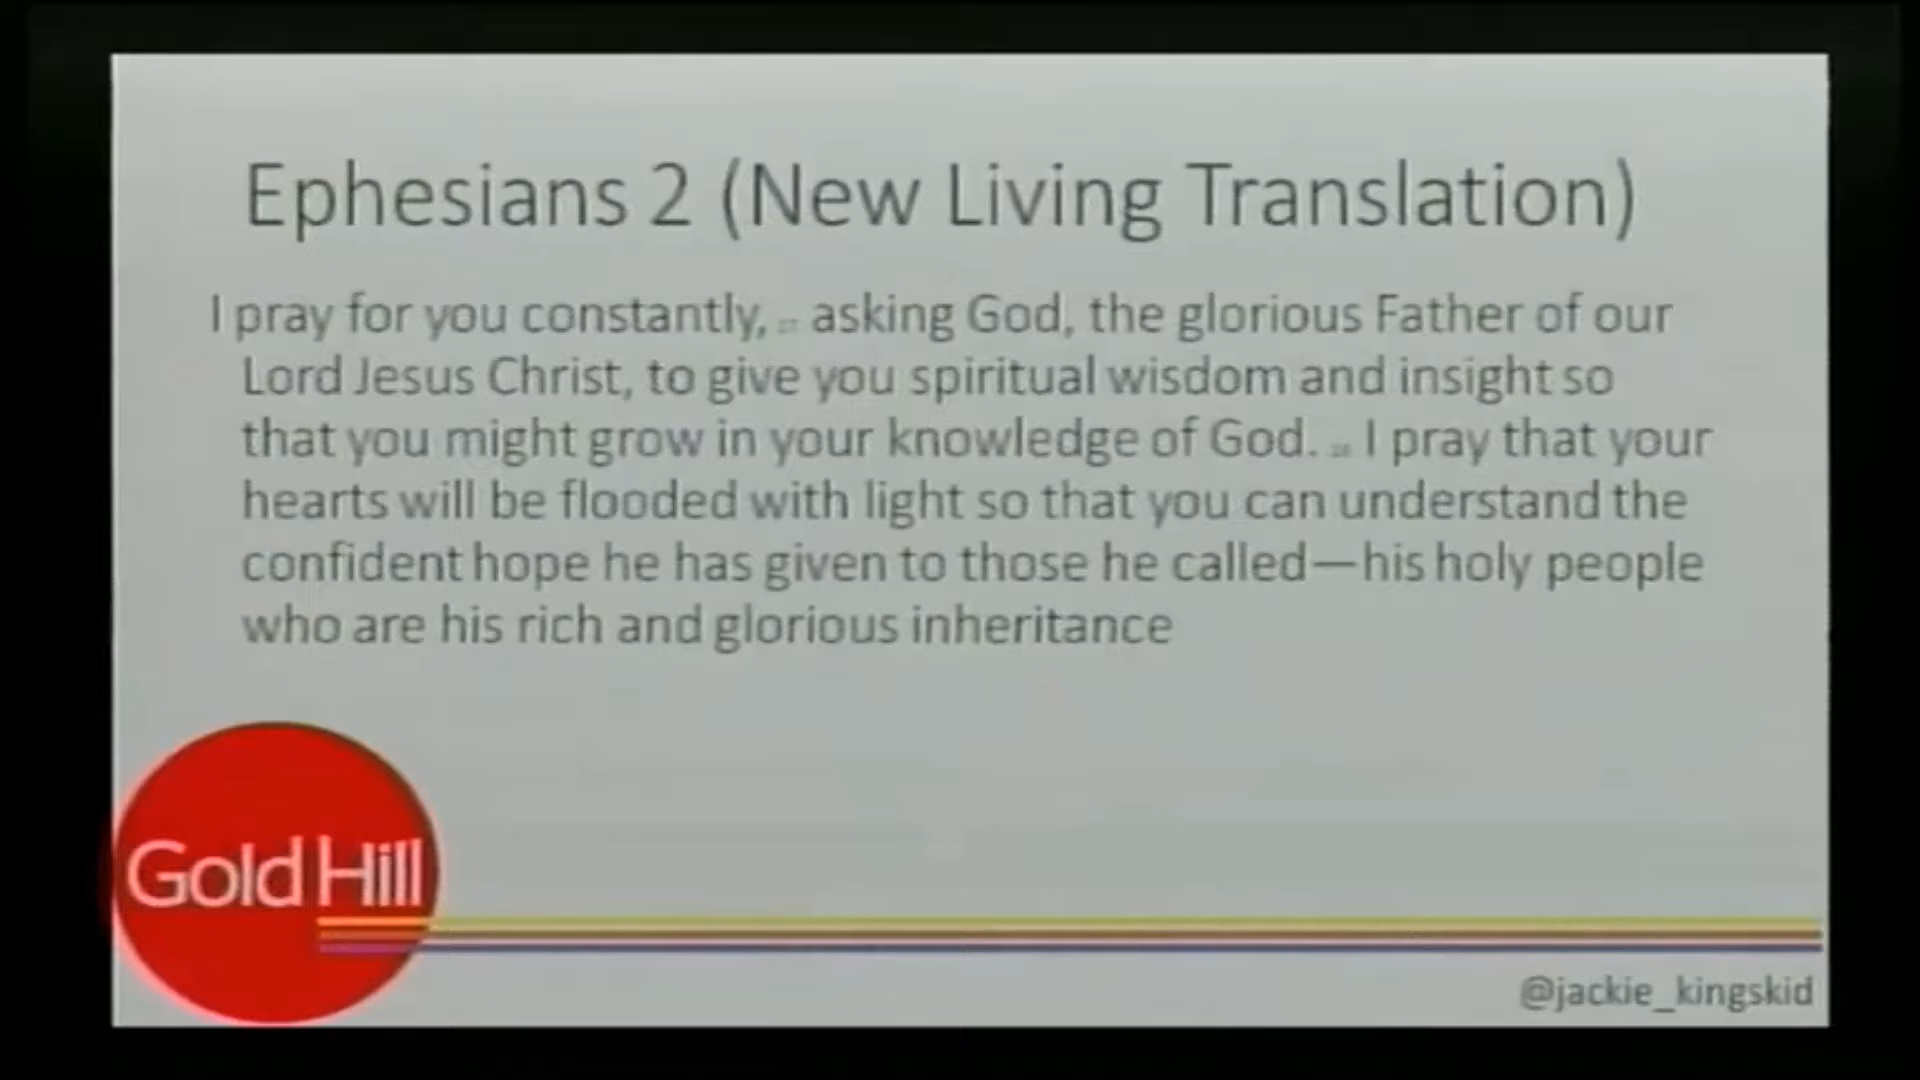 Ephesians 2 (New Living Translation)
I pray for you constantly, asking God, the glorious Father of our
Lord Jesus Christ, to give you spiritual wisdom and insight so
that you might grow in your knowledge of God. I pray that your
hearts will be flooded with light so that you can understand the
confident hope he has given to those he called—his holy people
who are his rich and glorious inheritance
Gold Hill
@jackie_kingskid